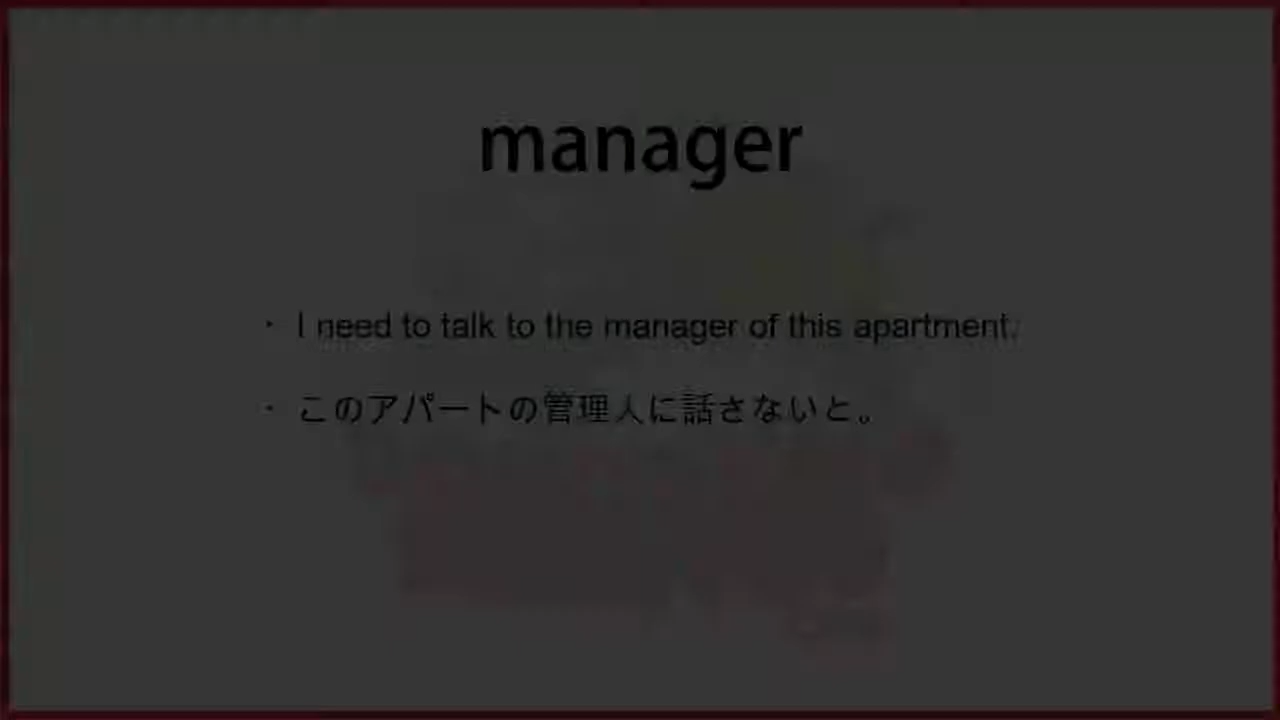 manager
・ I need to talk to the manager of this apartment.
・ このアパートの管理人に話さないと。